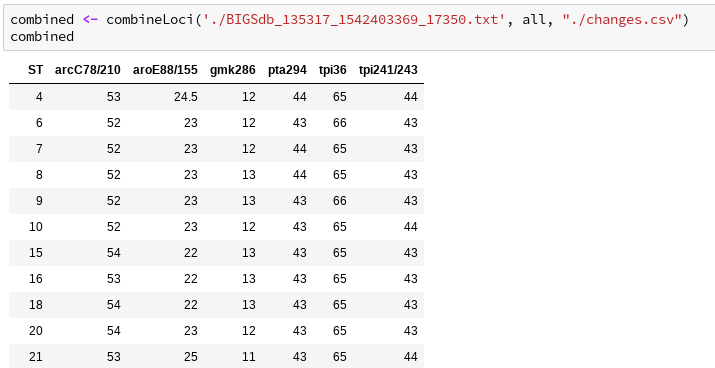 combined <- combineLoci('./BIGSdb_135317_1542403369_17350.txt', all, "./changes.csv")
combined
ST arcC78/210 aroE88/155 gmk286 pta294 tpi36 tpi241/243
4 53 24.5 12 44 65 44
6 52 23 12 43 66 43
7 52 23 12 44 65 43
8 52 23 13 44 65 43
9 52 23 13 43 66 43
10 52 23 12 43 65 44
15 54 22 13 43 65 43
16 53 22 13 43 65 43
18 54 22 13 43 65 43
20 54 23 12 43 65 43
21 53 25 11 43 65 44